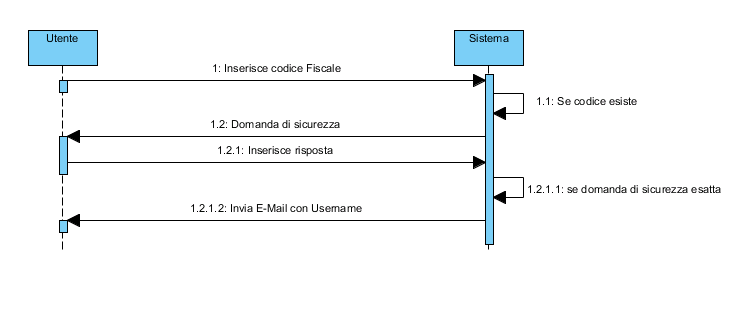 Utente
Sistema
1: Inserisce codice Fiscale
1.1: Se codice esiste
1.2: Domanda di sicurezza
1.2.1: Inserisce risposta
1.2.1.1: se domanda di sicurezza esatta
1.2.1.2: Invia E-Mail con Username